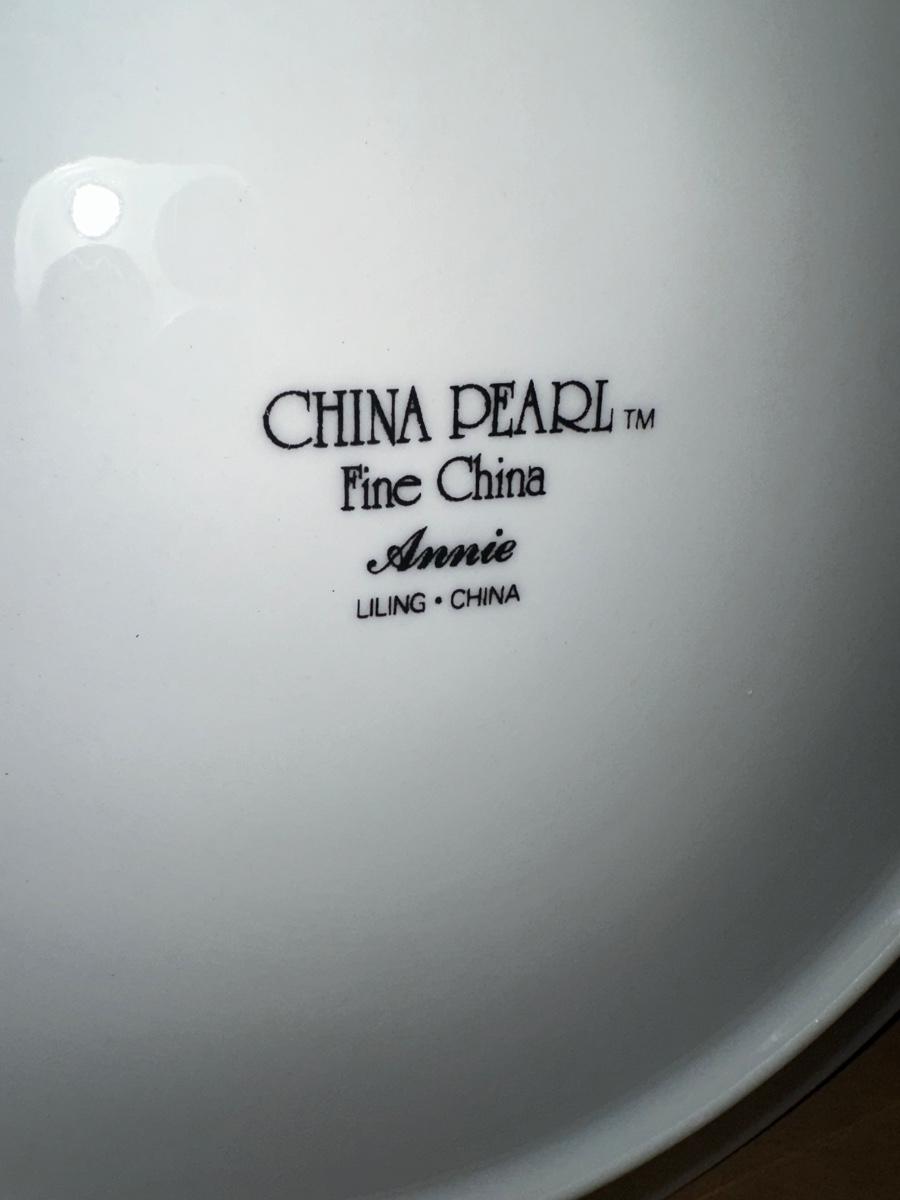 CHINA PEARL™
Fine China
Annie
LILING • CHINA